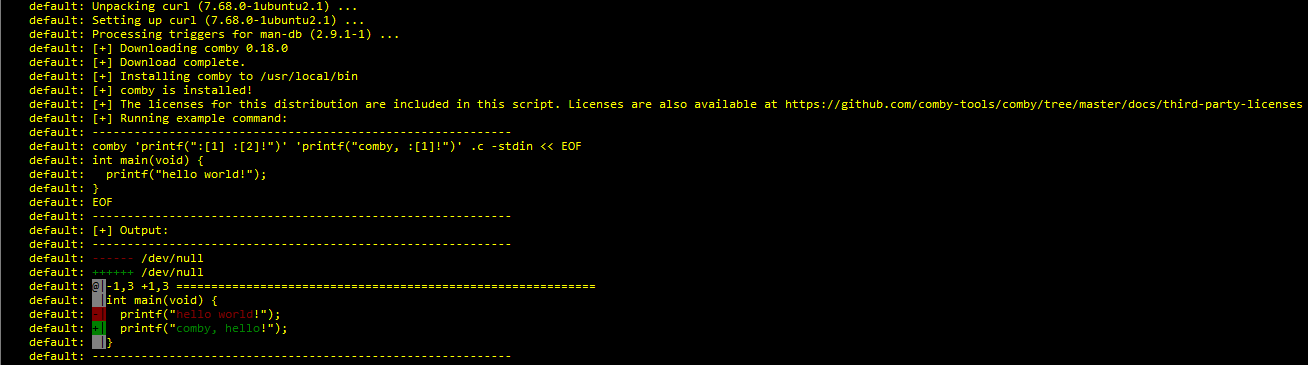 default: Unpacking curl (7.68.0-1ubuntu2.1) ...
default: Setting up curl (7.68.0-1ubuntu2.1) ...
default: Processing triggers for man-db (2.9.1-1) ...
default: [+] Downloading comby 0.18.0
default: [+] Download complete.
default: [+] Installing comby to /usr/local/bin
default: [+] comby is installed!
default: [+] The licenses for this distribution are included in this script. Licenses are also available at https://github.com/comby-tools/comby/tree/master/docs/third-party-licenses
default: [+] Running example command:
default: ------------------------------------------------------------
default: comby 'printf(":[1] :[2]!")' 'printf("comby, :[1]!")' .c -stdin << EOF
default: int main(void) {
default:   printf("hello world!");
default: }
default: EOF
default: ------------------------------------------------------------
default: [+] Output:
default: ------------------------------------------------------------
default: ------ /dev/null
default: ++++++ /dev/null
default: @|-1,3 +1,3 ============================================================
default:  |int main(void) {
default: -|  printf("hello world!");
default: +|  printf("comby, hello!");
default:  |}
default: ------------------------------------------------------------